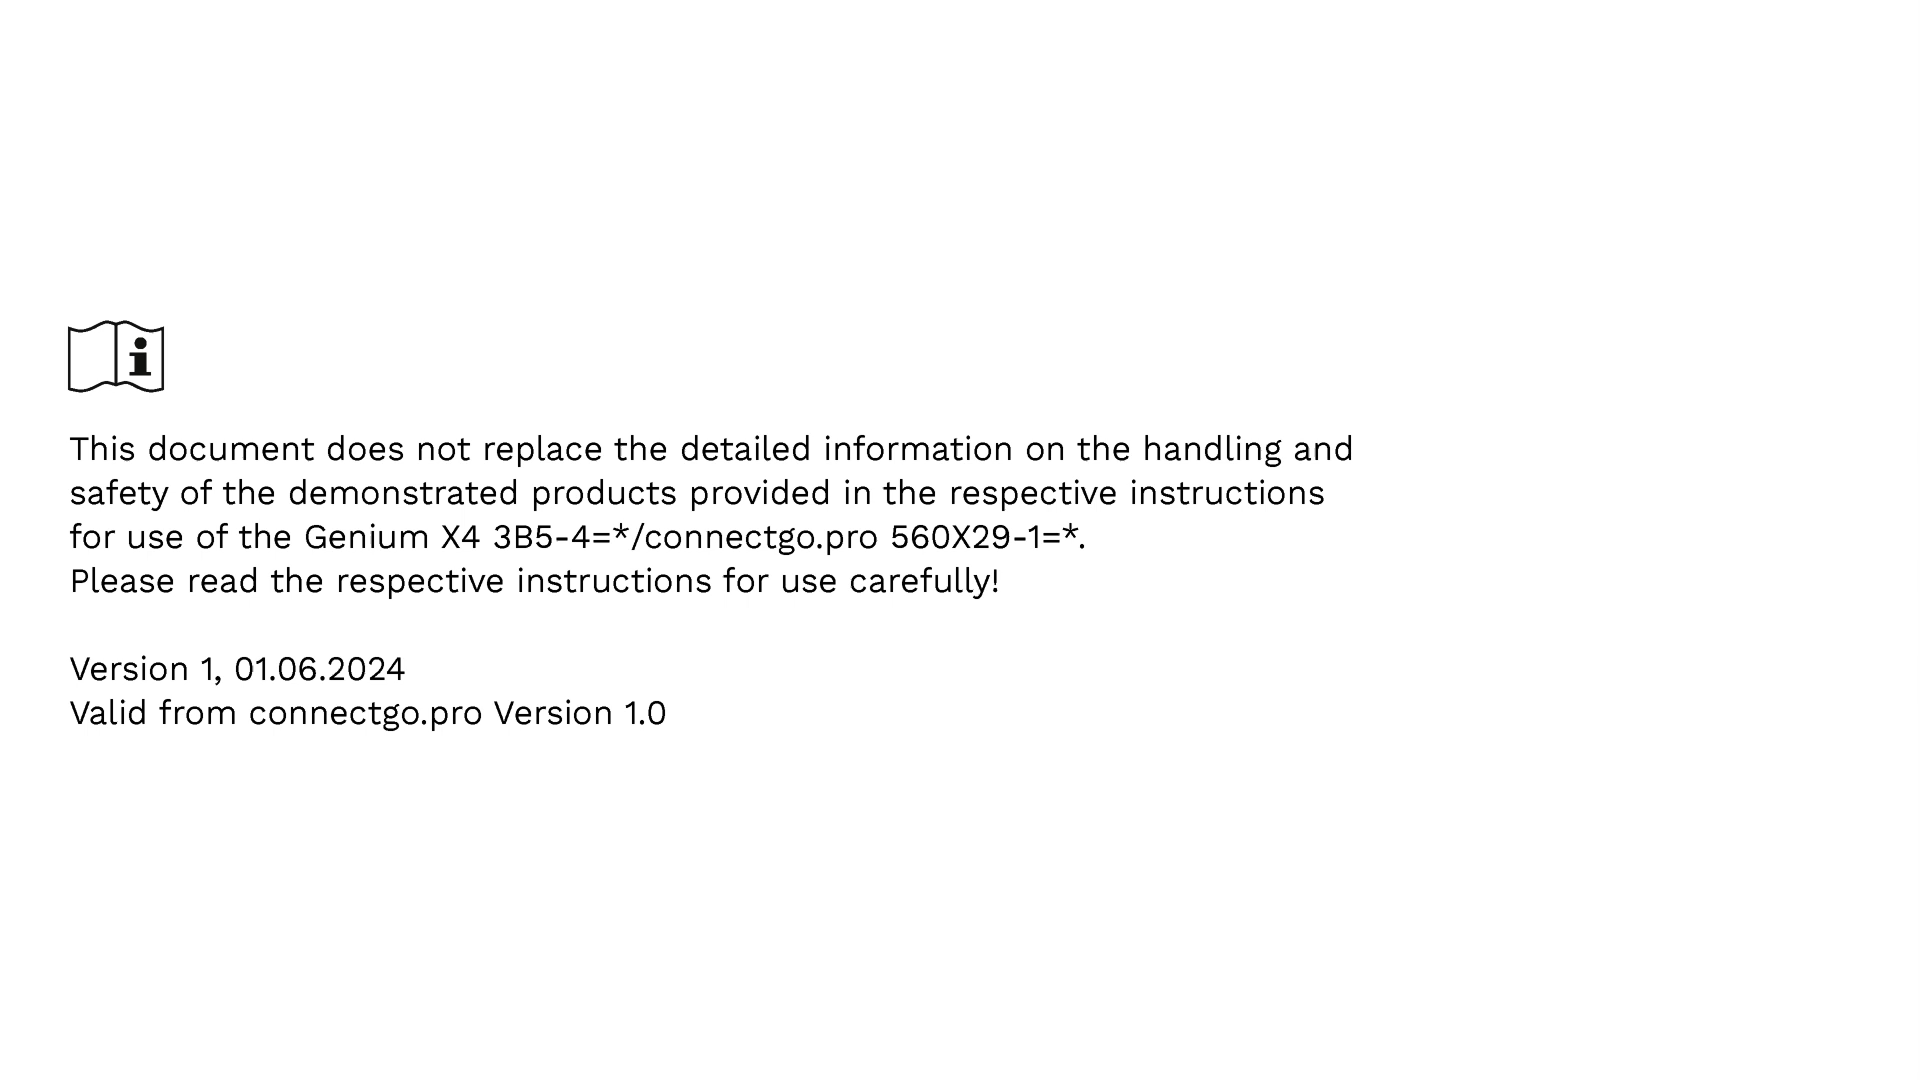 This document does not replace the detailed information on the handling and
safety of the demonstrated products provided in the respective instructions
for use of the Genium X4 3B5-4=*/connectgo.pro 560X29-1=*.
Please read the respective instructions for use carefully!
Version 1, 01.06.2024
Valid from connectgo.pro Version 1.0